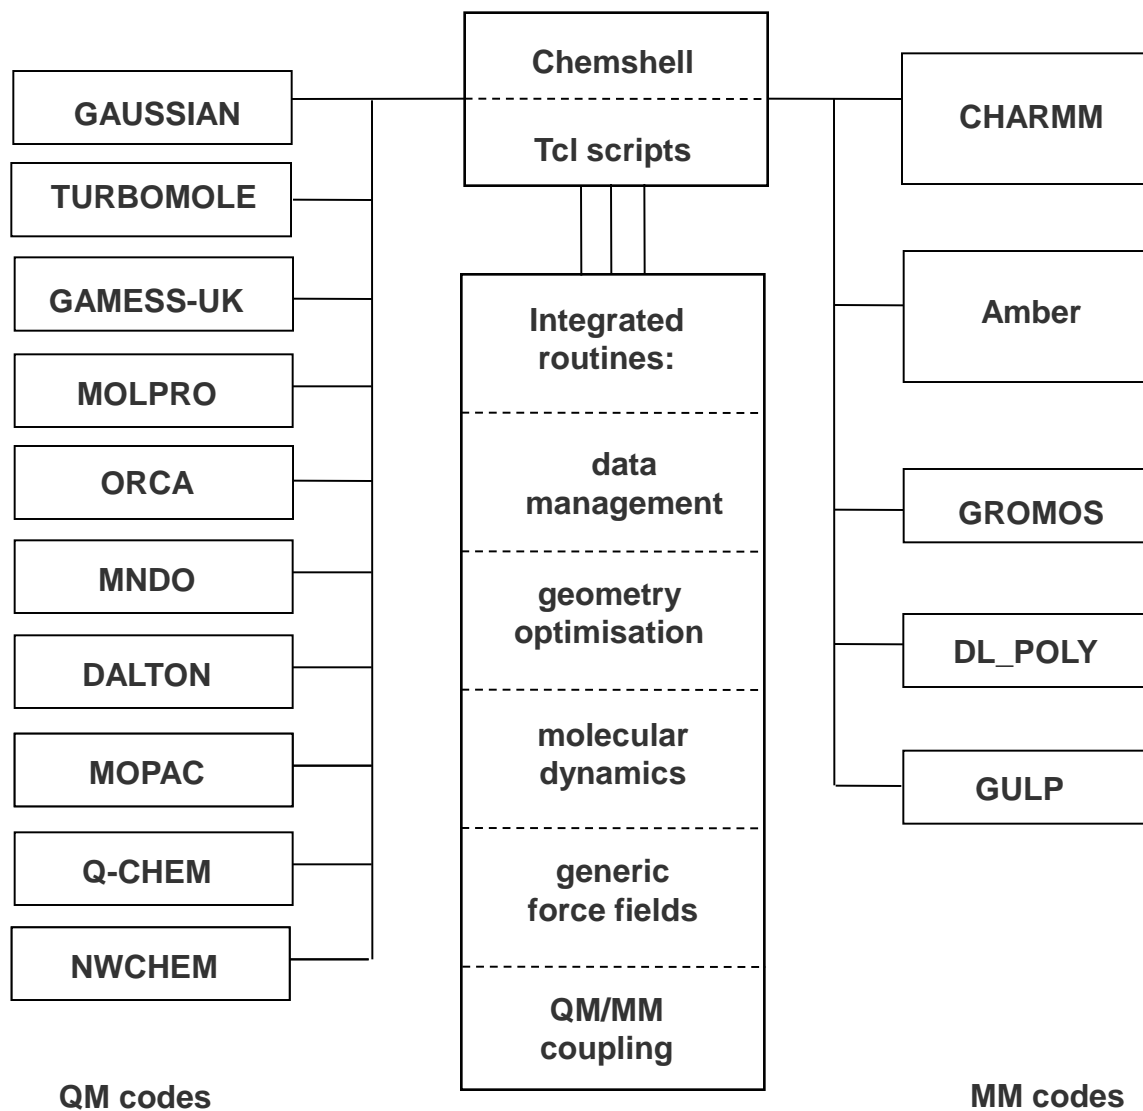 GAUSSIAN
TURBOMOLE
GAMESS-UK
MOLPRO
ORCA
MNDO
DALTON
MOPAC
Q-CHEM
NWCHEM
QM codes
Chemshell
Tcl scripts
Integrated
routines:
data
management
geometry
optimisation
molecular
dynamics
generic
force fields
QM/MM
coupling
CHARMM
Amber
GROMOS
DL_POLY
GULP
MM codes